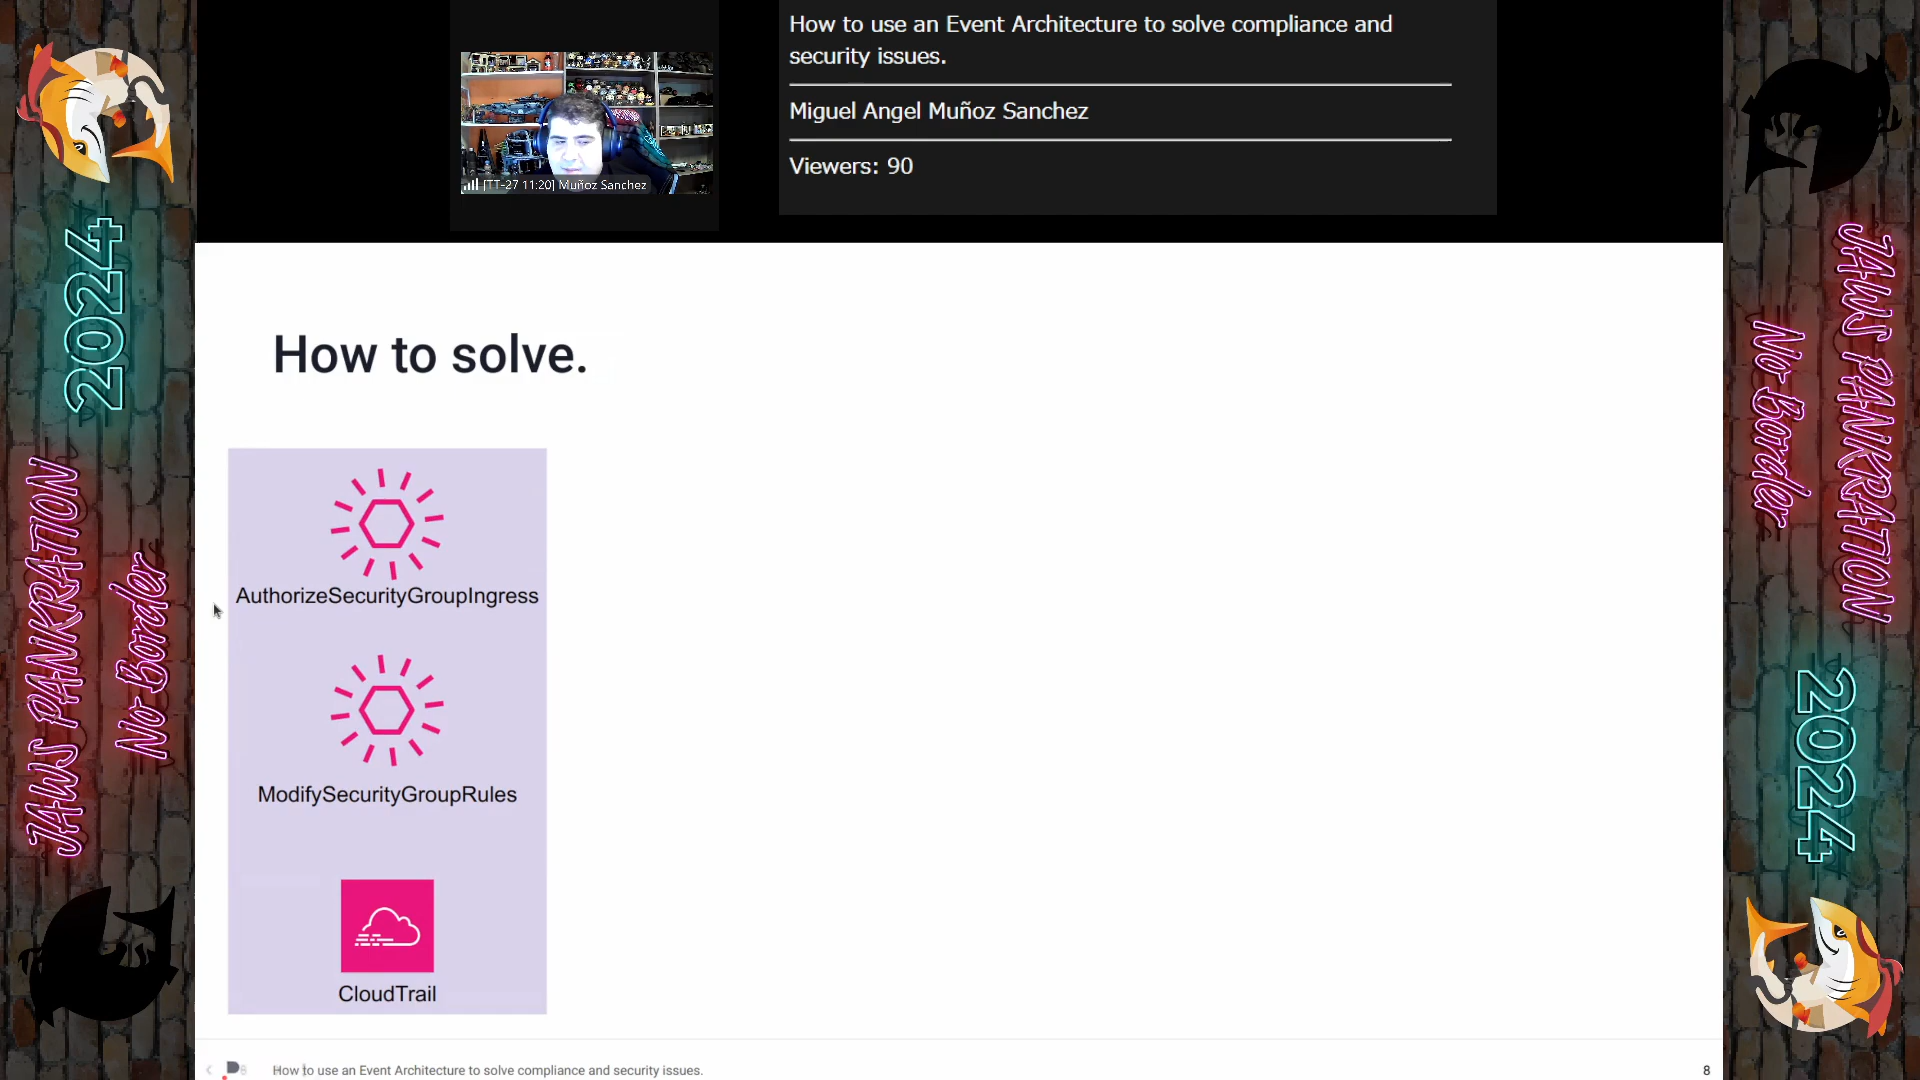 How to use an Event Architecture to solve compliance and
security issues.
Miguel Angel Muñoz Sanchez
Viewers: 90
[TT-27 11:20] Muñoz Sanchez
2024
JAWS PANKRATION
No Border
How to solve.
AuthorizeSecurityGroupIngress
ModifySecurityGroupRules
CloudTrail
How to use an Event Architecture to solve compliance and security issues.
8
JAWS PANKRATION
No Border
2024